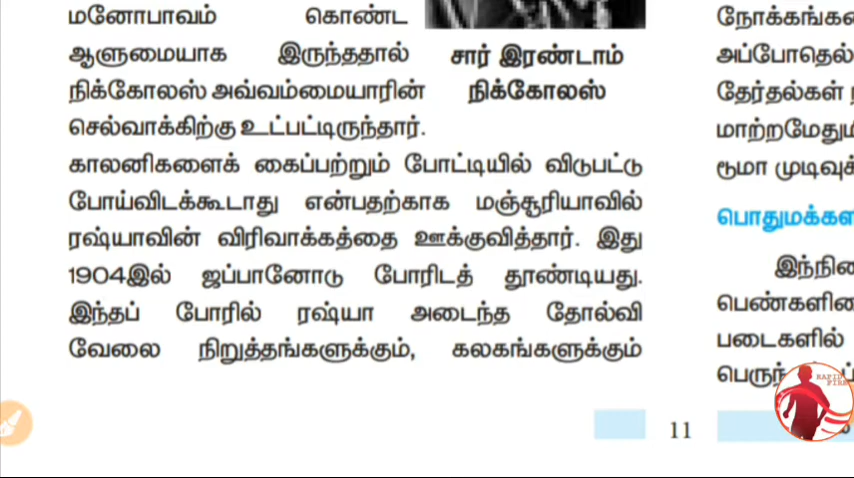 மனோபாவம் கொண்ட
ஆளுமையாக இருந்ததால்
நிக்கோலஸ் அவ்வம்மையாரின்
செல்வாக்கிற்கு உட்பட்டிருந்தார்.
சார் இரண்டாம்
நிக்கோலஸ்
காலனிகளைக் கைப்பற்றும் போட்டியில் விடுபட்டு
போய்விடக்கூடாது என்பதற்காக மஞ்சூரியாவில்
ரஷ்யாவின் விரிவாக்கத்தை ஊக்குவித்தார். இது
1904இல் ஜப்பானோடு போரிடத் தூண்டியது.
இந்தப் போரில் ரஷ்யா அடைந்த தோல்வி
வேலை நிறுத்தங்களுக்கும், கலகங்களுக்கும்
11
அப்போதெல்
தேர்தல்கள்
மாற்றமேதுமி
டூமா முடிவுக்
பொதுமக்கள
இந்நி
பெண்களின
படைகளில்
RAPID
FIRE